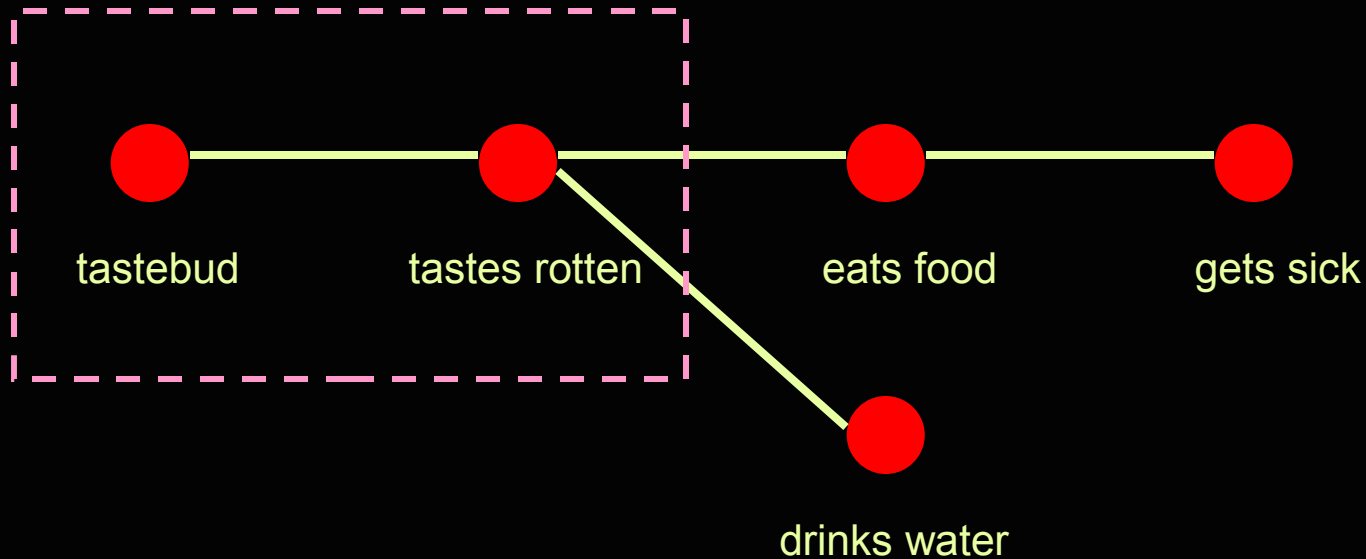 tastebud
tastes rotten
eats food
gets sick
drinks water